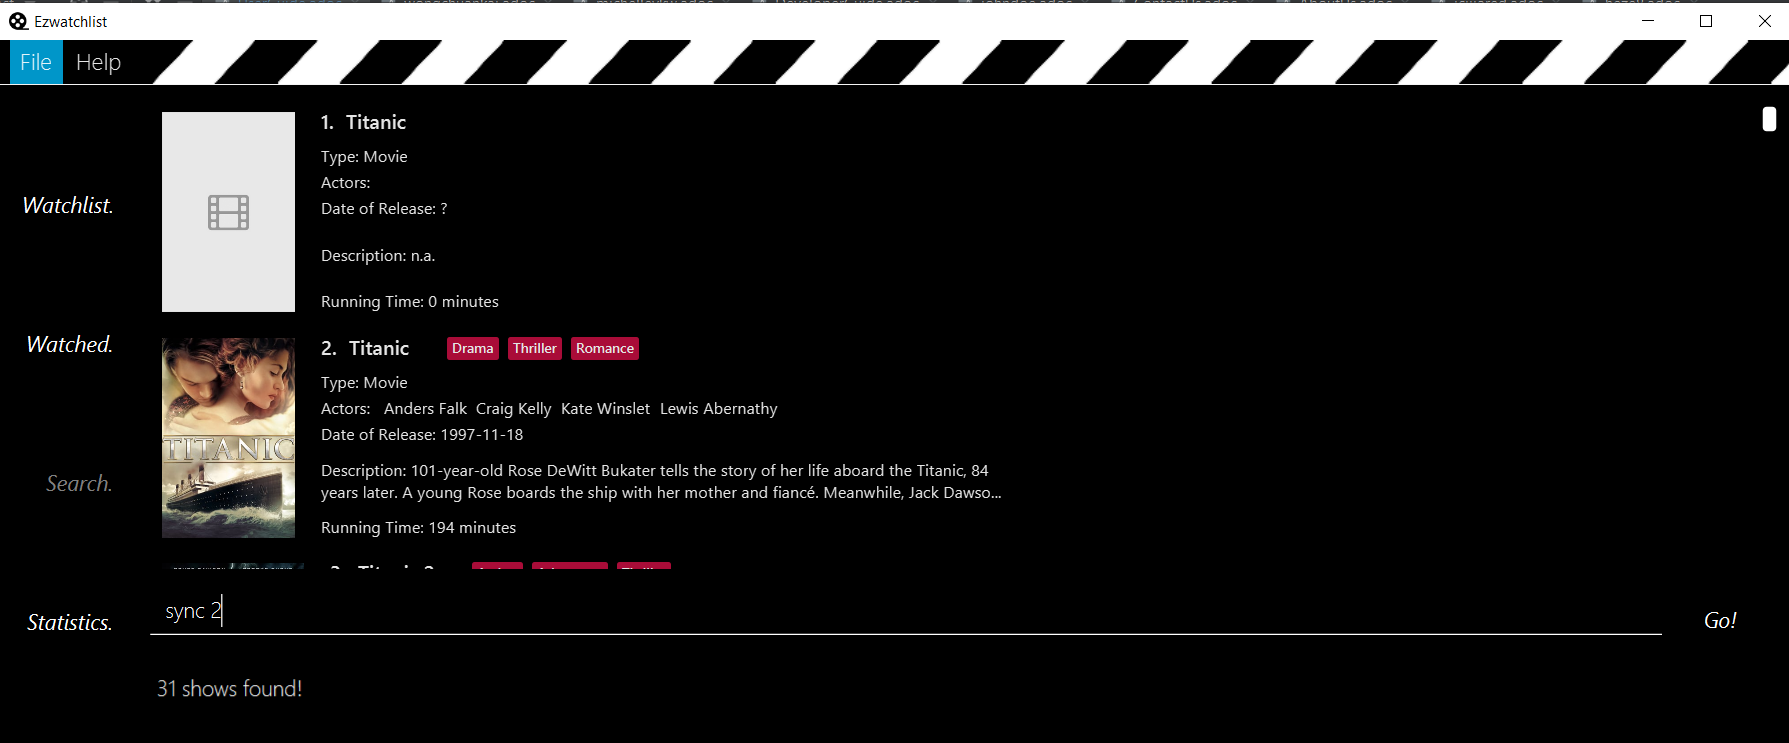 Ezwatchlist
File Help
Watchlist.
Watched.
Search.
Statistics.
1. Titanic
Type: Movie
Actors:
Date of Release: ?
Description: n.a.
Running Time: 0 minutes
TITANIC
2. Titanic Drama Thriller Romance
Type: Movie
Actors: Anders Falk Craig Kelly Kate Winslet Lewis Abernathy
Date of Release: 1997-11-18
Description: 101-year-old Rose DeWitt Bukater tells the story of her life aboard the Titanic, 84
years later. A young Rose boards the ship with her mother and fiancé. Meanwhile, Jack Dawso...
Running Time: 194 minutes
sync 2
Go!
31 shows found!